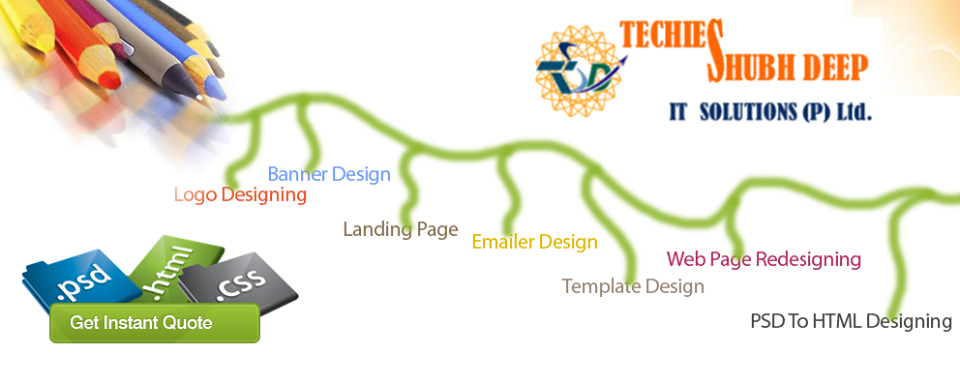 TECHIES
SHUBH DEEP
IT SOLUTIONS (P) Ltd.
TSD
Banner Design
Logo Designing
Landing Page
Emailer Design
Web Page Redesigning
Template Design
PSD To HTML Designing
.psd
.html
.css
Get Instant Quote